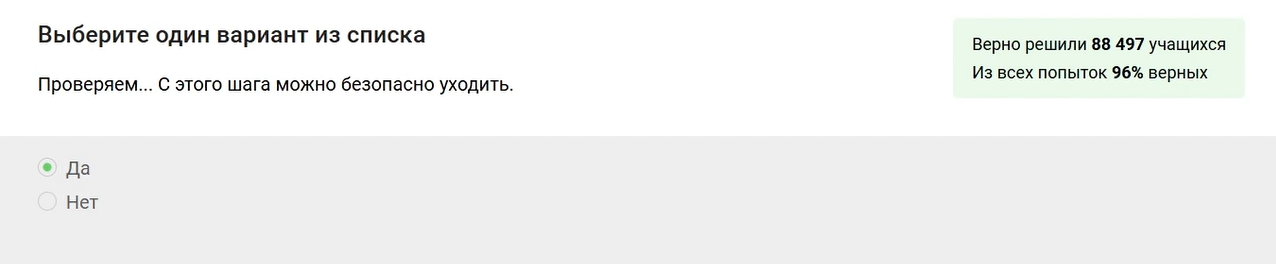 Выберите один вариант из списка
Проверяем... С этого шага можно безопасно уходить.
Верно решили 88 497 учащихся
Из всех попыток 96% верных
Да
Нет